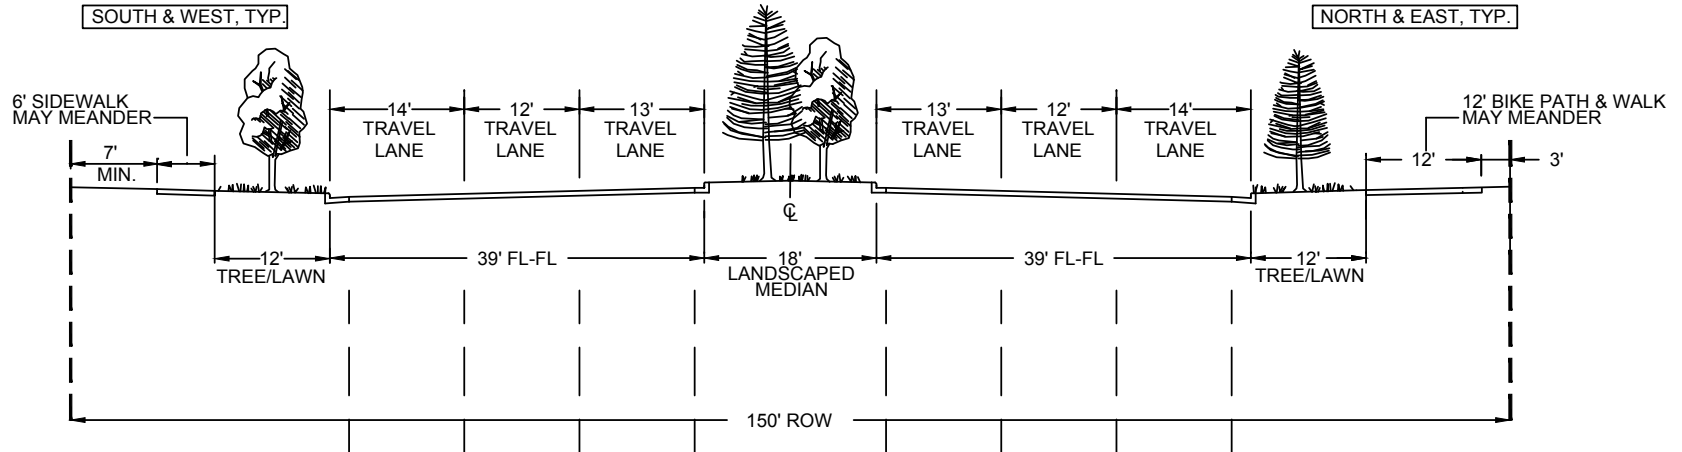 SOUTH & WEST, TYP.
NORTH & EAST, TYP.
6' SIDEWALK
MAY MEANDER
14'
TRAVEL
LANE
12'
TRAVEL
LANE
13'
TRAVEL
LANE
13'
TRAVEL
LANE
12'
TRAVEL
LANE
14'
TRAVEL
LANE
12' BIKE PATH & WALK
MAY MEANDER
7'
MIN.
12'
3'
CL
12'
TREE/LAWN
39' FL-FL
18'
LANDSCAPED
MEDIAN
39' FL-FL
12'
TREE/LAWN
150' ROW